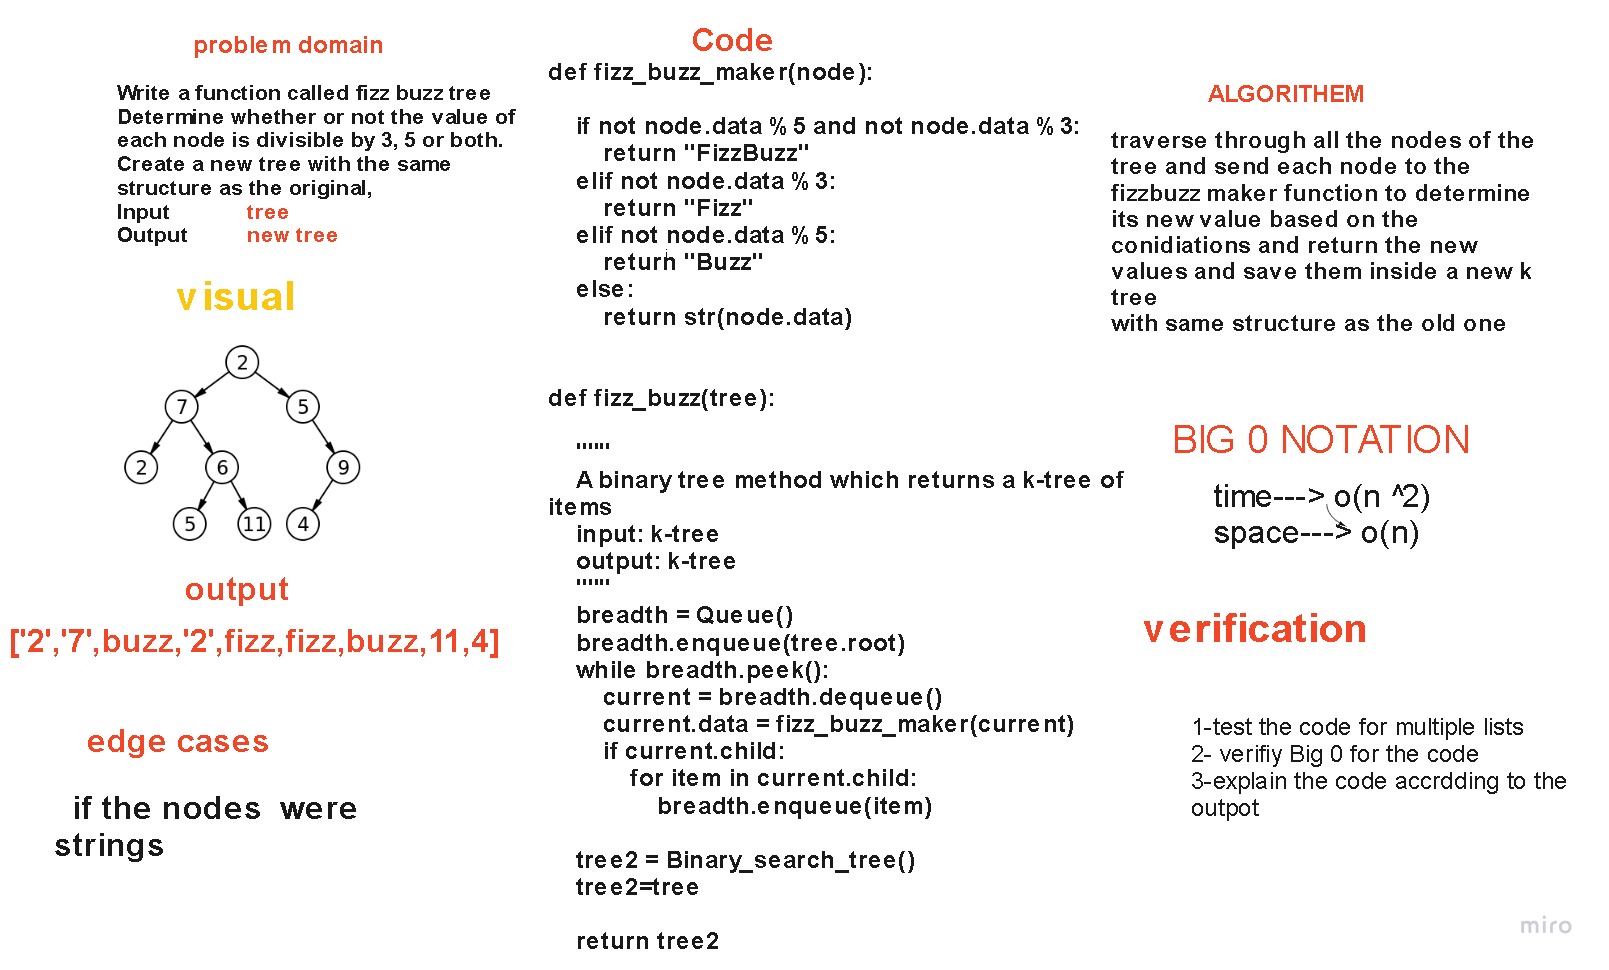 problem domain
Write a function called fizz buzz tree
Determine whether or not the value of
each node is divisible by 3, 5 or both.
Create a new tree with the same
structure as the original,
Input tree
Output new tree
visual
2
7 5
2 6 9
5 11 4
output
['2','7',buzz,'2',fizz,fizz,buzz,11,4]
edge cases
if the nodes were
strings
Code
def fizz_buzz_maker(node):
if not node.data % 5 and not node.data % 3:
return "FizzBuzz"
elif not node.data % 3:
return "Fizz"
elif not node.data % 5:
return "Buzz"
else:
return str(node.data)
def fizz_buzz(tree):
"""
A binary tree method which returns a k-tree of
items
input: k-tree
output: k-tree
"""
breadth = Queue()
breadth.enqueue(tree.root)
while breadth.peek():
current = breadth.dequeue()
current.data = fizz_buzz_maker(current)
if current.child:
for item in current.child:
breadth.enqueue(item)
tree2 = Binary_search_tree()
tree2=tree
return tree2
ALGORITHEM
traverse through all the nodes of the
tree and send each node to the
fizzbuzz maker function to determine
its new value based on the
conidiations and return the new
values and save them inside a new k
tree
with same structure as the old one
BIG 0 NOTATION
time---> o(n ^2)
space---> o(n)
verification
1-test the code for multiple lists
2- verifiy Big 0 for the code
3-explain the code accrdding to the
outpot
miro